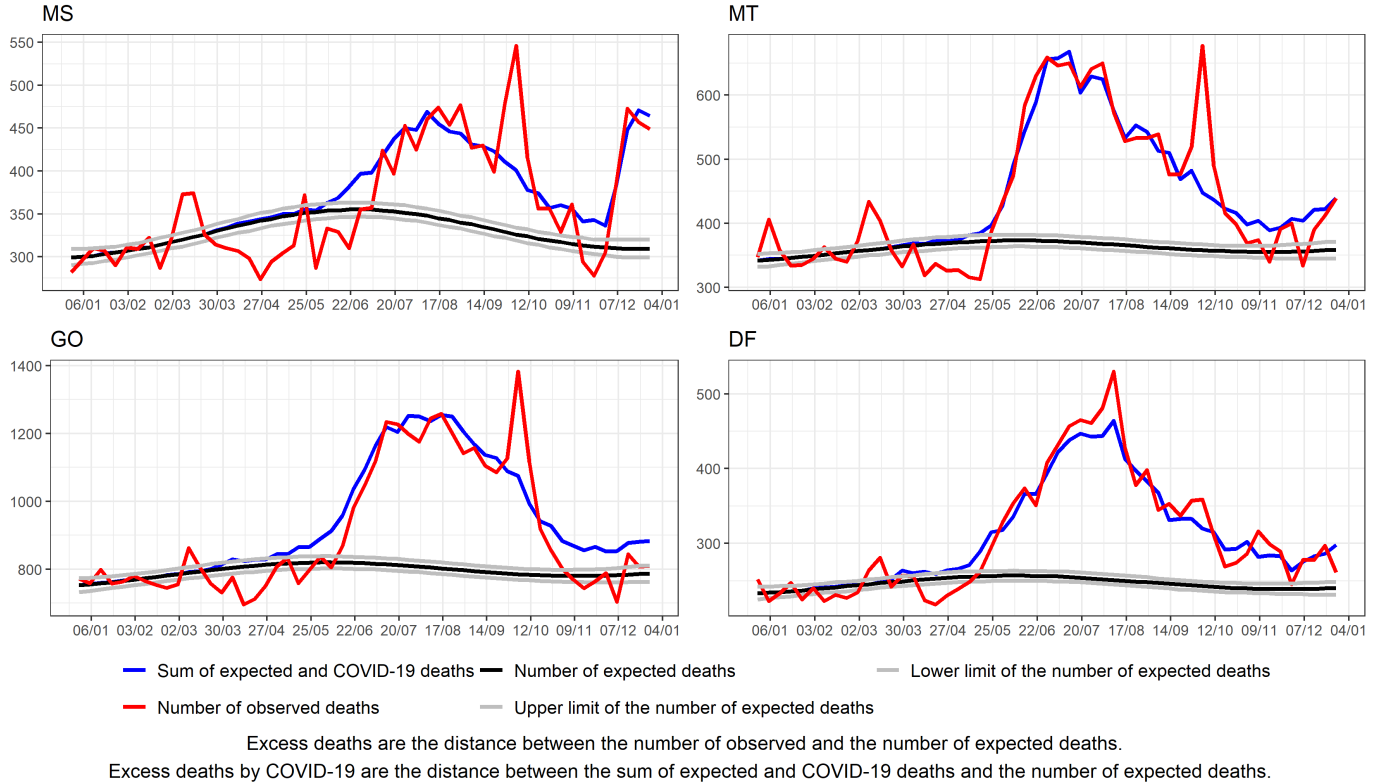 MS
550
500
450
400
350
300
06/01 03/02 02/03 30/03 27/04 25/05 22/06 20/07 17/08 14/09 12/10 09/11 07/12 04/01
MT
600
500
400
300
06/01 03/02 02/03 30/03 27/04 25/05 22/06 20/07 17/08 14/09 12/10 09/11 07/12 04/01
GO
1400
1200
1000
800
06/01 03/02 02/03 30/03 27/04 25/05 22/06 20/07 17/08 14/09 12/10 09/11 07/12 04/01
DF
500
400
300
06/01 03/02 02/03 30/03 27/04 25/05 22/06 20/07 17/08 14/09 12/10 09/11 07/12 04/01
Sum of expected and COVID-19 deaths Number of expected deaths Lower limit of the number of expected deaths
Number of observed deaths Upper limit of the number of expected deaths
Excess deaths are the distance between the number of observed and the number of expected deaths.
Excess deaths by COVID-19 are the distance between the sum of expected and COVID-19 deaths and the number of expected deaths.